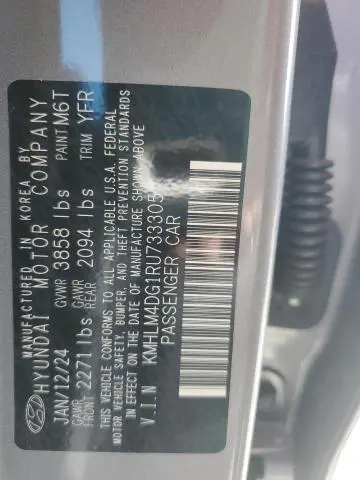 MANUFACTURED IN KOREA BY
HYUNDAI MOTOR COMPANY
JAN/12/24 GVWR 3858 lbs PAINT M6T
GAWR FRONT 2271 lbs GAWR REAR 2094 lbs TRIM YFR
THIS VEHICLE CONFORMS TO ALL APPLICABLE U.S.A. FEDERAL
MOTOR VEHICLE SAFETY, BUMPER, AND THEFT PREVENTION STANDARDS
IN EFFECT ON THE DATE OF MANUFACTURE SHOWN ABOVE
V.I.N KMHLM4DG1RU733305
PASSENGER CAR